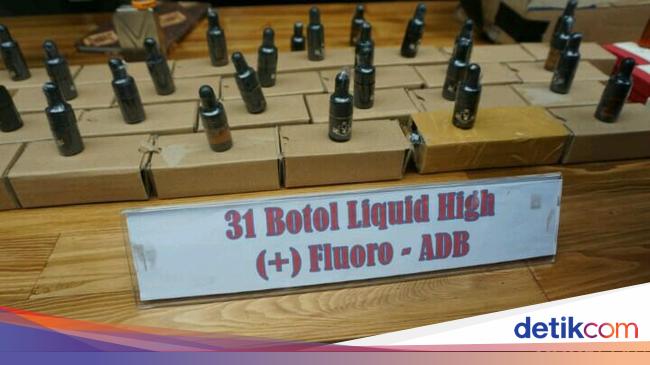 31 Botol Liquid High
(+) Fluoro - ADB
detikcom